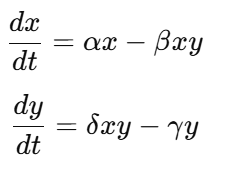 dx/dt = αx − βxy
dy/dt = δxy − γy